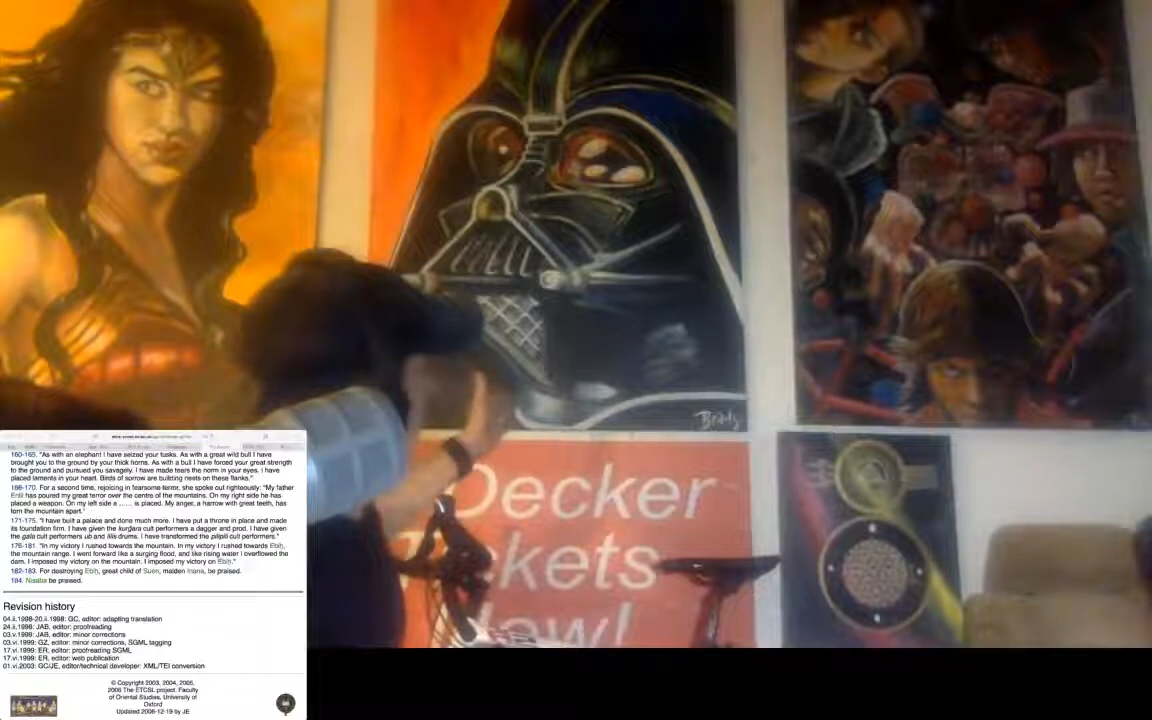 160-165. "As with an elephant I have seized your tusks. As with a great wild bull I have
brought you to the ground by your thick horns. As with a bull I have forced your great strength
to the ground and pursued you savagely. I have made tears the norm in your eyes. I have
placed laments in your heart. Birds of sorrow are building nests on these flanks."
166-170. For a second time, rejoicing in fearsome terror, she spoke out righteously: "My father
Enlil has poured my great terror over the centre of the mountains. On my right side he has
placed a weapon. On my left side a ...... is placed. My anger, a harrow with great teeth, has
torn the mountain apart."
171-175. "I have built a palace and done much more. I have put a throne in place and made
its foundation firm. I have given the kurĝara cult performers a dagger and prod. I have given
the gala cult performers ub and lilis drums. I have transformed the pilipili cult performers."
176-181. "In my victory I rushed towards the mountain. In my victory I rushed towards Ebiḫ,
the mountain range. I went forward like a surging flood, and like rising water I overflowed the
dam. I imposed my victory on the mountain. I imposed my victory on Ebiḫ."
182-183. For destroying Ebiḫ, great child of Suen, maiden Inana, be praised.
184. Nisaba be praised.
Revision history
04.ii.1998-20.ii.1998: GC, editor: adapting translation
24.ii.1998: JAB, editor: proofreading
03.v.1999: JAB, editor: minor corrections
03.vi.1999: GZ, editor: minor corrections, SGML tagging
17.vi.1999: ER, editor: proofreading SGML
17.vi.1999: ER, editor: web publication
01.vi.2003: GC/JE, editor/technical developer: XML/TEI conversion
© Copyright 2003, 2004, 2005,
2006 The ETCSL project, Faculty
of Oriental Studies, University of
Oxford
Updated 2006-12-19 by JE
Decker